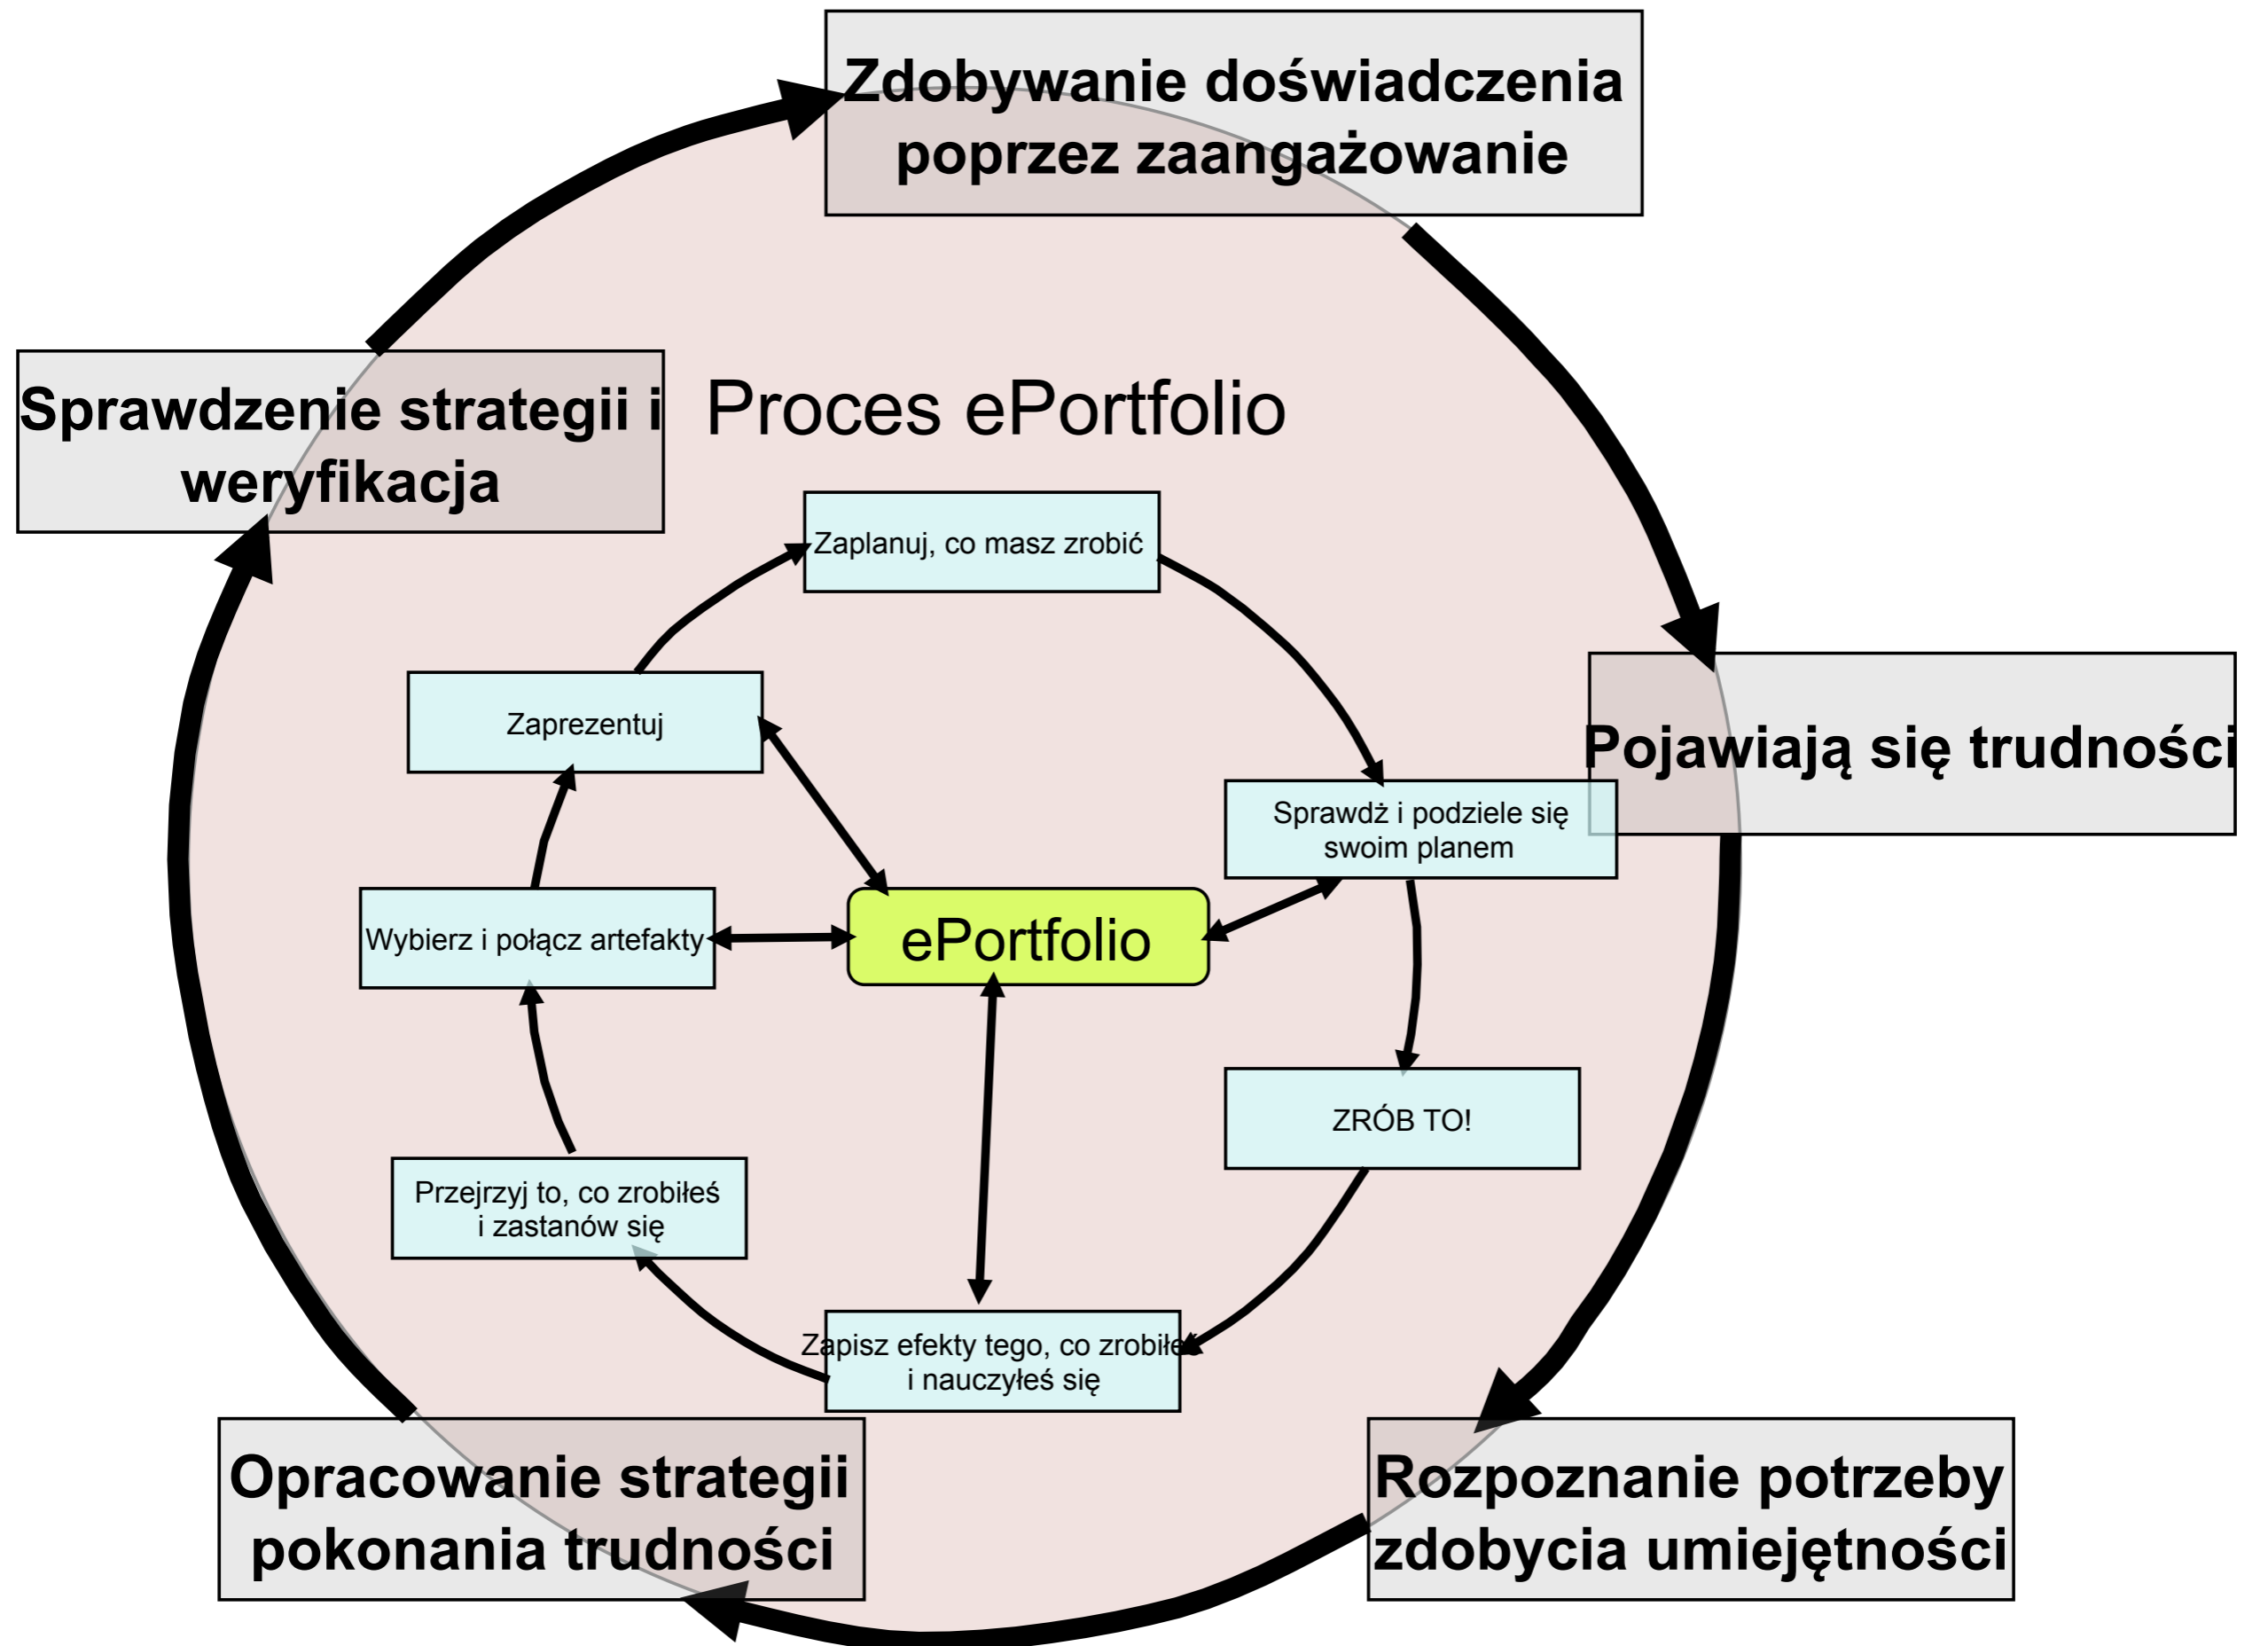 Zdobywanie doświadczenia
poprzez zaangażowanie
Sprawdzenie strategii i
weryfikacja
Proces ePortfolio
Zaplanuj, co masz zrobić
Zaprezentuj
Pojawiają się trudności
Sprawdż i podziele się
swoim planem
Wybierz i połącz artefakty
ePortfolio
ZRÓB TO!
Przejrzyj to, co zrobiłeś
i zastanów się
Zapisz efekty tego, co zrobiłeś
i nauczyłeś się
Opracowanie strategii
pokonania trudności
Rozpoznanie potrzeby
zdobycia umiejętności